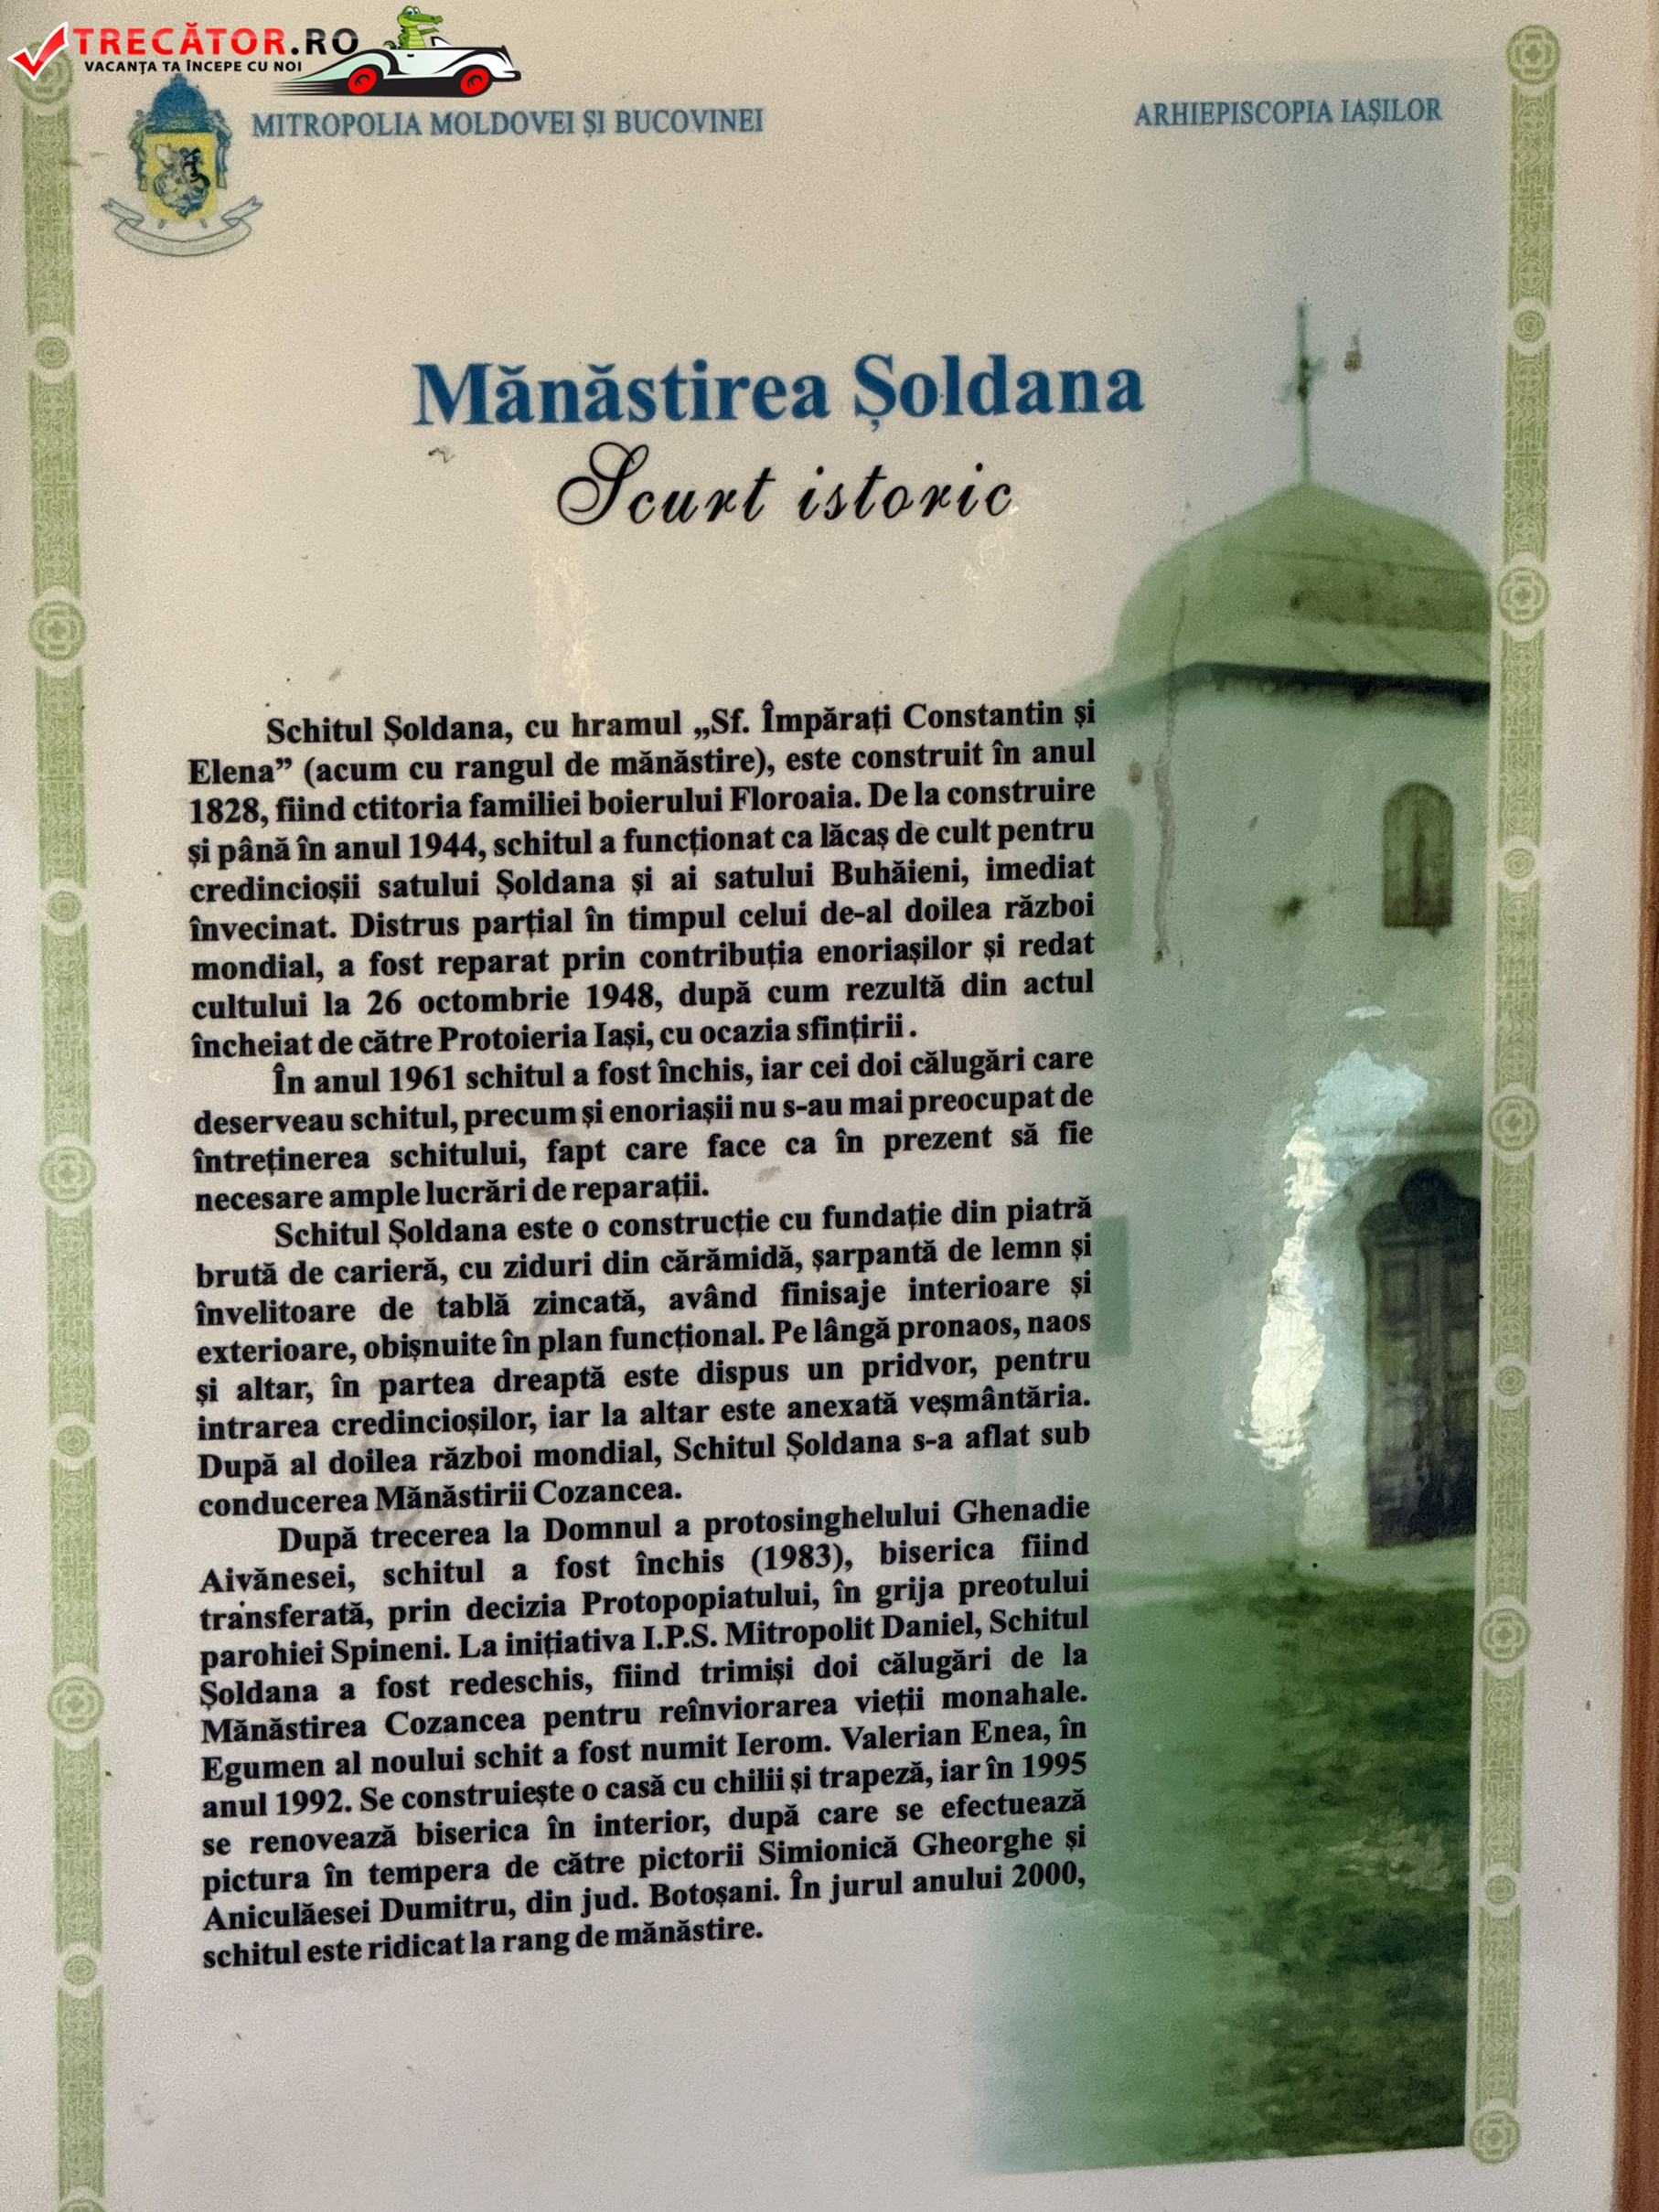 TRECĂTOR.RO
VACANȚA TA ÎNCEPE CU NOI
MITROPOLIA MOLDOVEI ȘI BUCOVINEI
ARHIEPISCOPIA IAȘILOR
Mănăstirea Șoldana
Scurt istoric
Schitul Șoldana, cu hramul „Sf. Împărați Constantin și
Elena” (acum cu rangul de mănăstire), este construit în anul
1828, fiind ctitoria familiei boierului Floroaia. De la construire
și până în anul 1944, schitul a funcționat ca lăcaș de cult pentru
credincioșii satului Șoldana și ai satului Buhăieni, imediat
învecinat. Distrus parțial în timpul celui de-al doilea război
mondial, a fost reparat prin contribuția enoriașilor și redat
cultului la 26 octombrie 1948, după cum rezultă din actul
încheiat de către Protoieria Iași, cu ocazia sfințirii.
În anul 1961 schitul a fost închis, iar cei doi călugări care
deserveau schitul, precum și enoriașii nu s-au mai preocupat de
întreținerea schitului, fapt care face ca în prezent să fie
necesare ample lucrări de reparații.
Schitul Șoldana este o construcție cu fundație din piatră
brută de carieră, cu ziduri din cărămidă, șarpantă de lemn și
învelitoare de tablă zincată, având finisaje interioare și
exterioare, obișnuite în plan funcțional. Pe lângă pronaos, naos
și altar, în partea dreaptă este dispus un pridvor, pentru
intrarea credincioșilor, iar la altar este anexată veșmântăria.
După al doilea război mondial, Schitul Șoldana s-a aflat sub
conducerea Mănăstirii Cozancea.
După trecerea la Domnul a protosinghelului Ghenadie
Aivănesei, schitul a fost închis (1983), biserica fiind
transferată, prin decizia Protopopiatului, în grija preotului
parohiei Spineni. La inițiativa I.P.S. Mitropolit Daniel, Schitul
Șoldana a fost redeschis, fiind trimiși doi călugări de la
Mănăstirea Cozancea pentru reînviorarea vieții monahale.
Egumen al noului schit a fost numit Ierom. Valerian Enea, în
anul 1992. Se construiește o casă cu chilii și trapeză, iar în 1995
se renovează biserica în interior, după care se efectuează
pictura în tempera de către pictorii Simionică Gheorghe și
Aniculăesei Dumitru, din jud. Botoșani. În jurul anului 2000,
schitul este ridicat la rang de mănăstire.